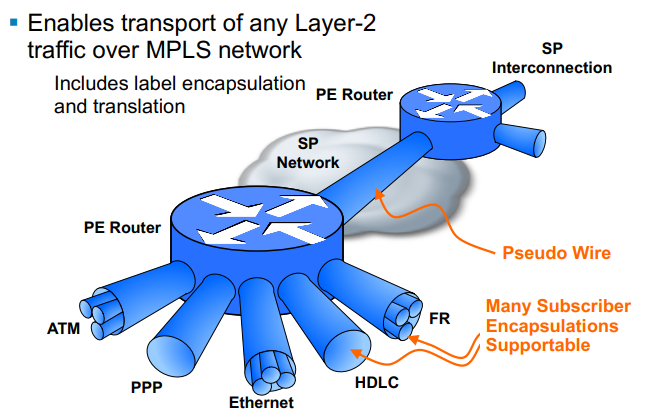 Enables transport of any Layer-2
traffic over MPLS network
Includes label encapsulation
and translation
SP
Interconnection
PE Router
SP
Network
PE Router
Pseudo Wire
Many Subscriber
Encapsulations
Supportable
ATM
FR
PPP
HDLC
Ethernet